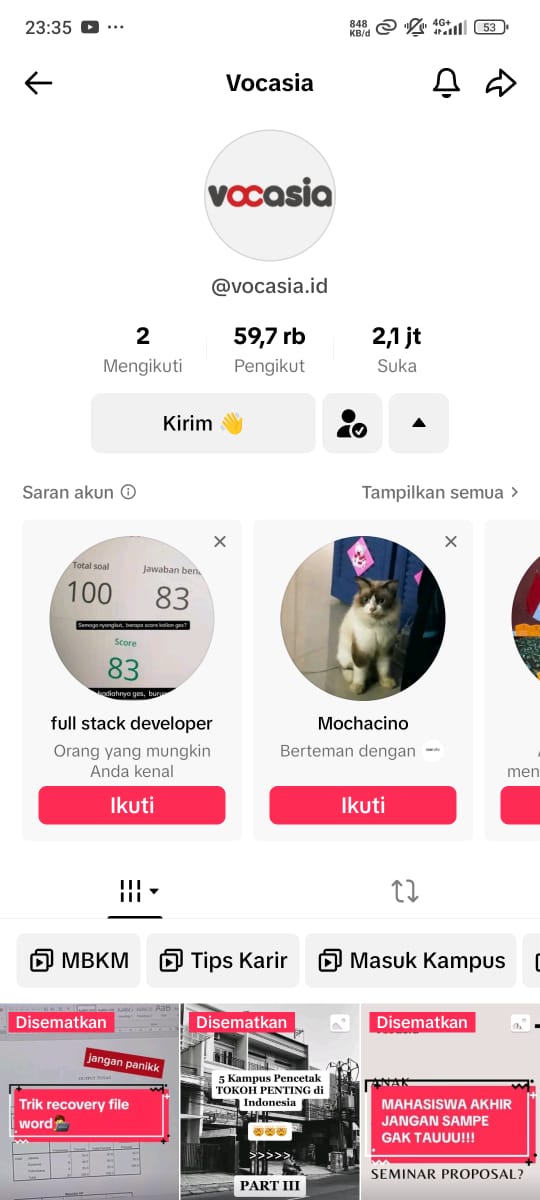 23:35
848
KB/d
4G+
53
Vocasia
vocasia
@vocasia.id
2
59,7 rb
2,1 jt
Mengikuti
Pengikut
Suka
Kirim 👋
Saran akun
Tampilkan semua >
Total soal
Jawaban ben
100
83
Semoga nyangkut, berapa score kalian ges?
Score
83
hadiahnya ges, buru
full stack developer
Mochacino
Orang yang mungkin
Anda kenal
Berteman dengan
men
Ikuti
Ikuti
MBKM
Tips Karir
Masuk Kampus
Disematkan
jangan panikk
Trik recovery file
word
Disematkan
5 Kampus Pencetak
TOKOH PENTING di
Indonesia
🤯🤯🤯
>>>>>
PART III
Disematkan
ANAK
MAHASISWA AKHIR
JANGAN SAMPE
GAK TAUUU!!!
SEMINAR PROPOSAL?